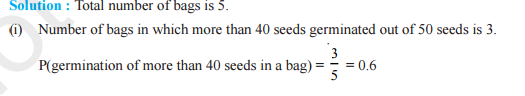 Solution : Total number of bags is 5.
(i) Number of bags in which more than 40 seeds germinated out of 50 seeds is 3.
P(germination of more than 40 seeds in a bag) = 3/5 = 0.6